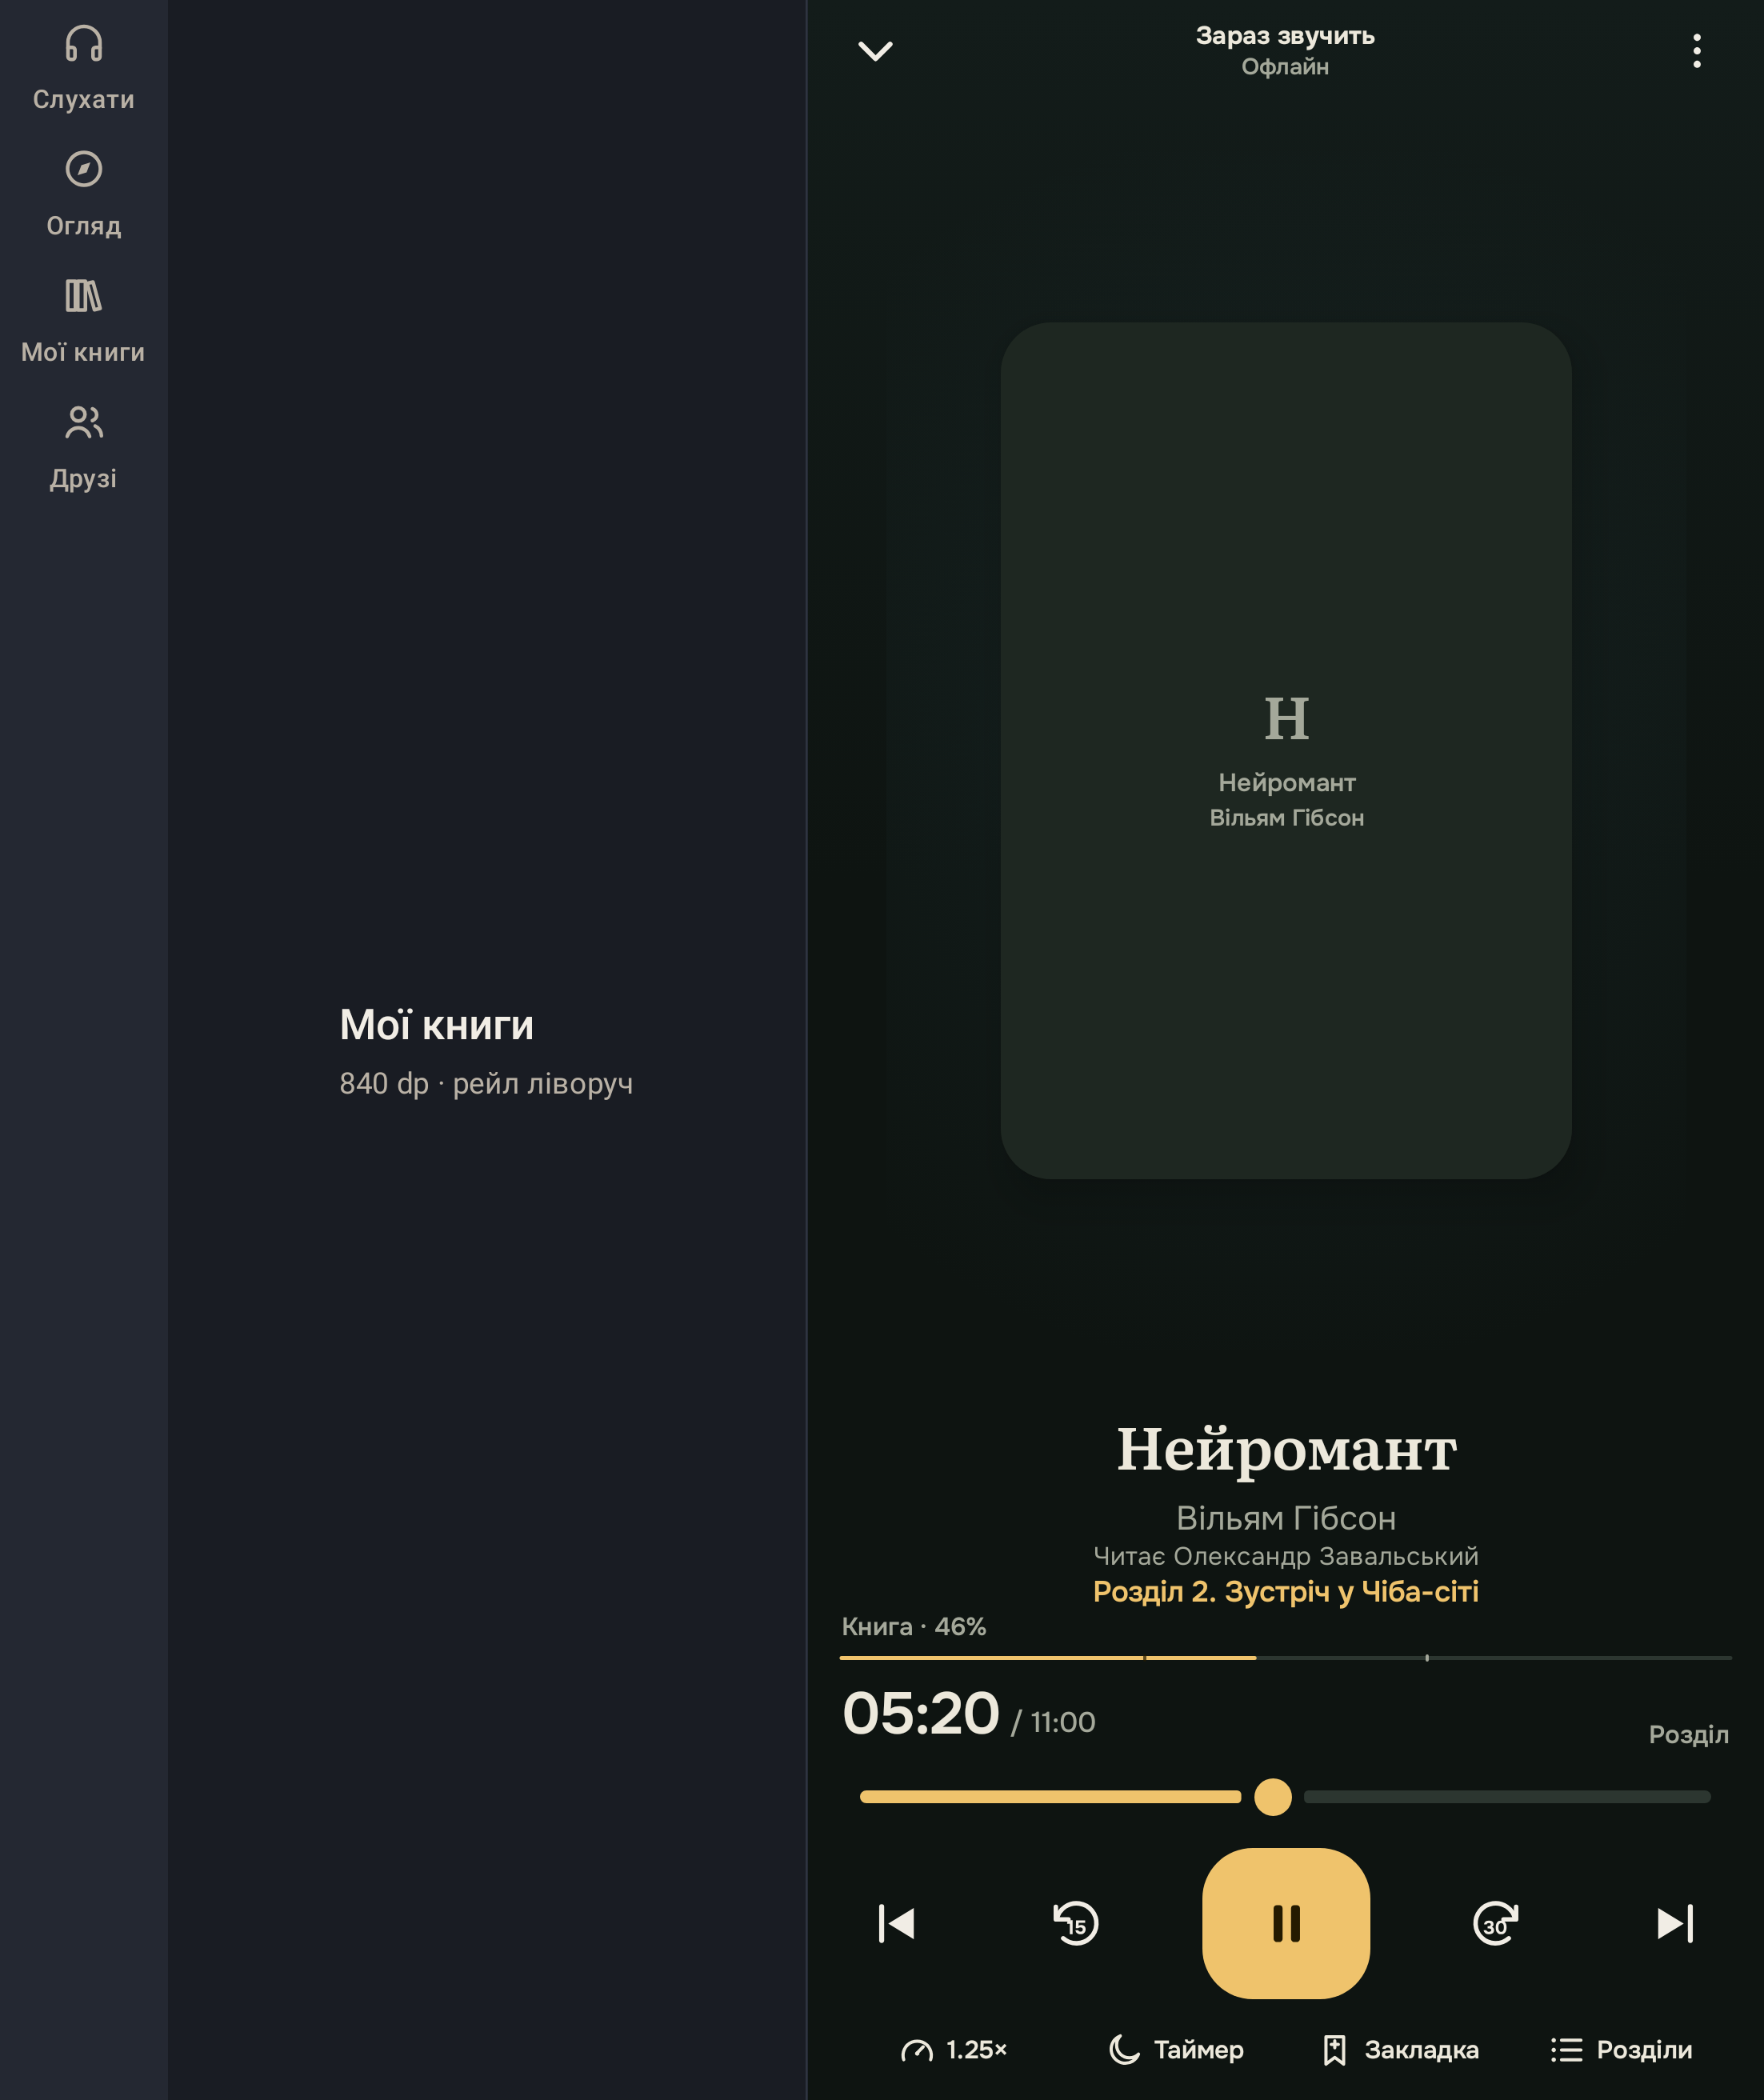 Слухати
Огляд
Мої книги
Друзі
Мої книги
840 dp · рейл ліворуч
Зараз звучить
Офлайн
Н
Нейромант
Вільям Гібсон
Нейромант
Вільям Гібсон
Читає Олександр Завальський
Розділ 2. Зустріч у Чіба-сіті
Книга · 46%
05:20 / 11:00
Розділ
15
30
1.25×
Таймер
Закладка
Розділи